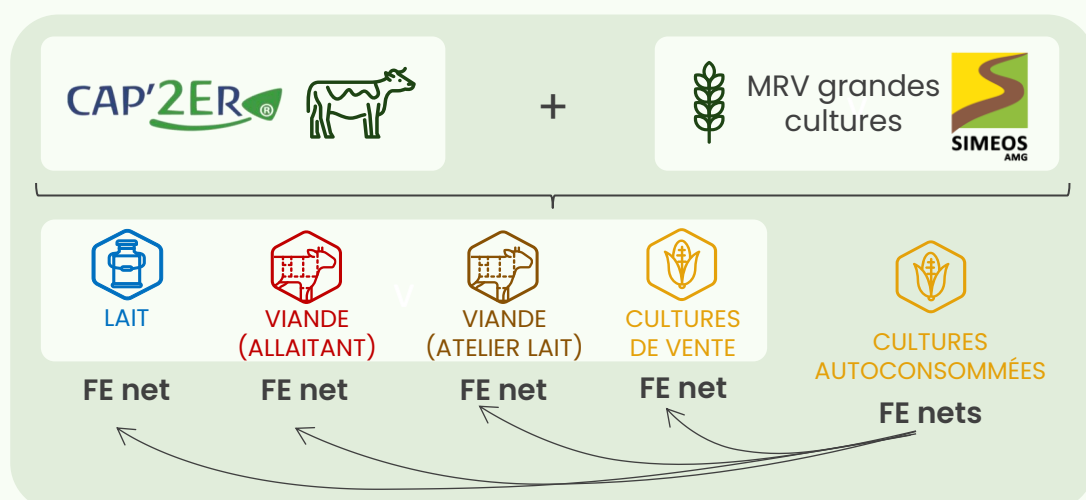 CAP'2ER®
+
MRV grandes
cultures
SIMEOS
AMG
LAIT
VIANDE
(ALLAITANT)
VIANDE
(ATELIER LAIT)
CULTURES
DE VENTE
CULTURES
AUTOCONSOMMÉES
FE net
FE net
FE net
FE net
FE nets